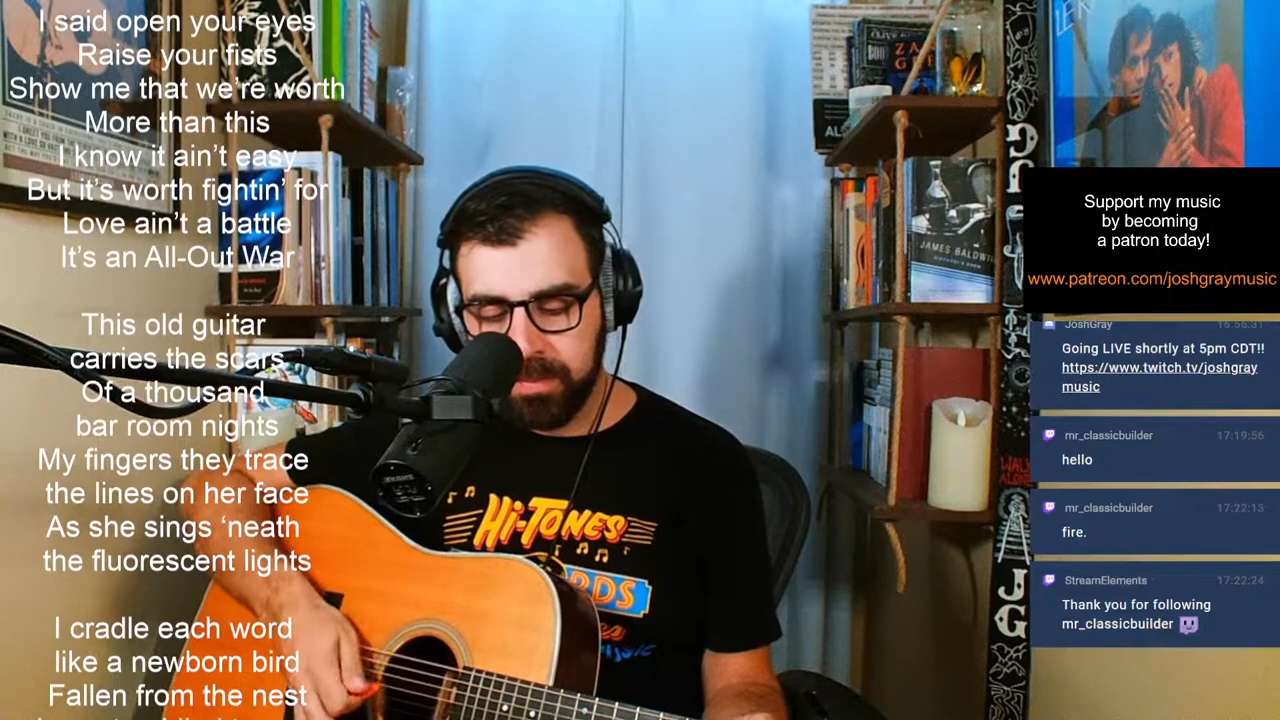 I said open your eyes
Raise your fists
Show me that we’re worth
More than this
I know it ain’t easy
But it’s worth fightin’ for
Love ain’t a battle
It’s an All-Out War
This old guitar
carries the scars
Of a thousand
bar room nights
My fingers they trace
the lines on her face
As she sings ‘neath
the fluorescent lights
I cradle each word
like a newborn bird
Fallen from the nest
Hi-TONES
JAMES BALDWIN
Support my music
by becoming
a patron today!
www.patreon.com/joshgraymusic
JoshGray 16:56:31
Going LIVE shortly at 5pm CDT!!
https://www.twitch.tv/joshgray
music
mr_classicbuilder 17:19:56
hello
mr_classicbuilder 17:22:13
fire.
StreamElements 17:22:24
Thank you for following
mr_classicbuilder
J
G